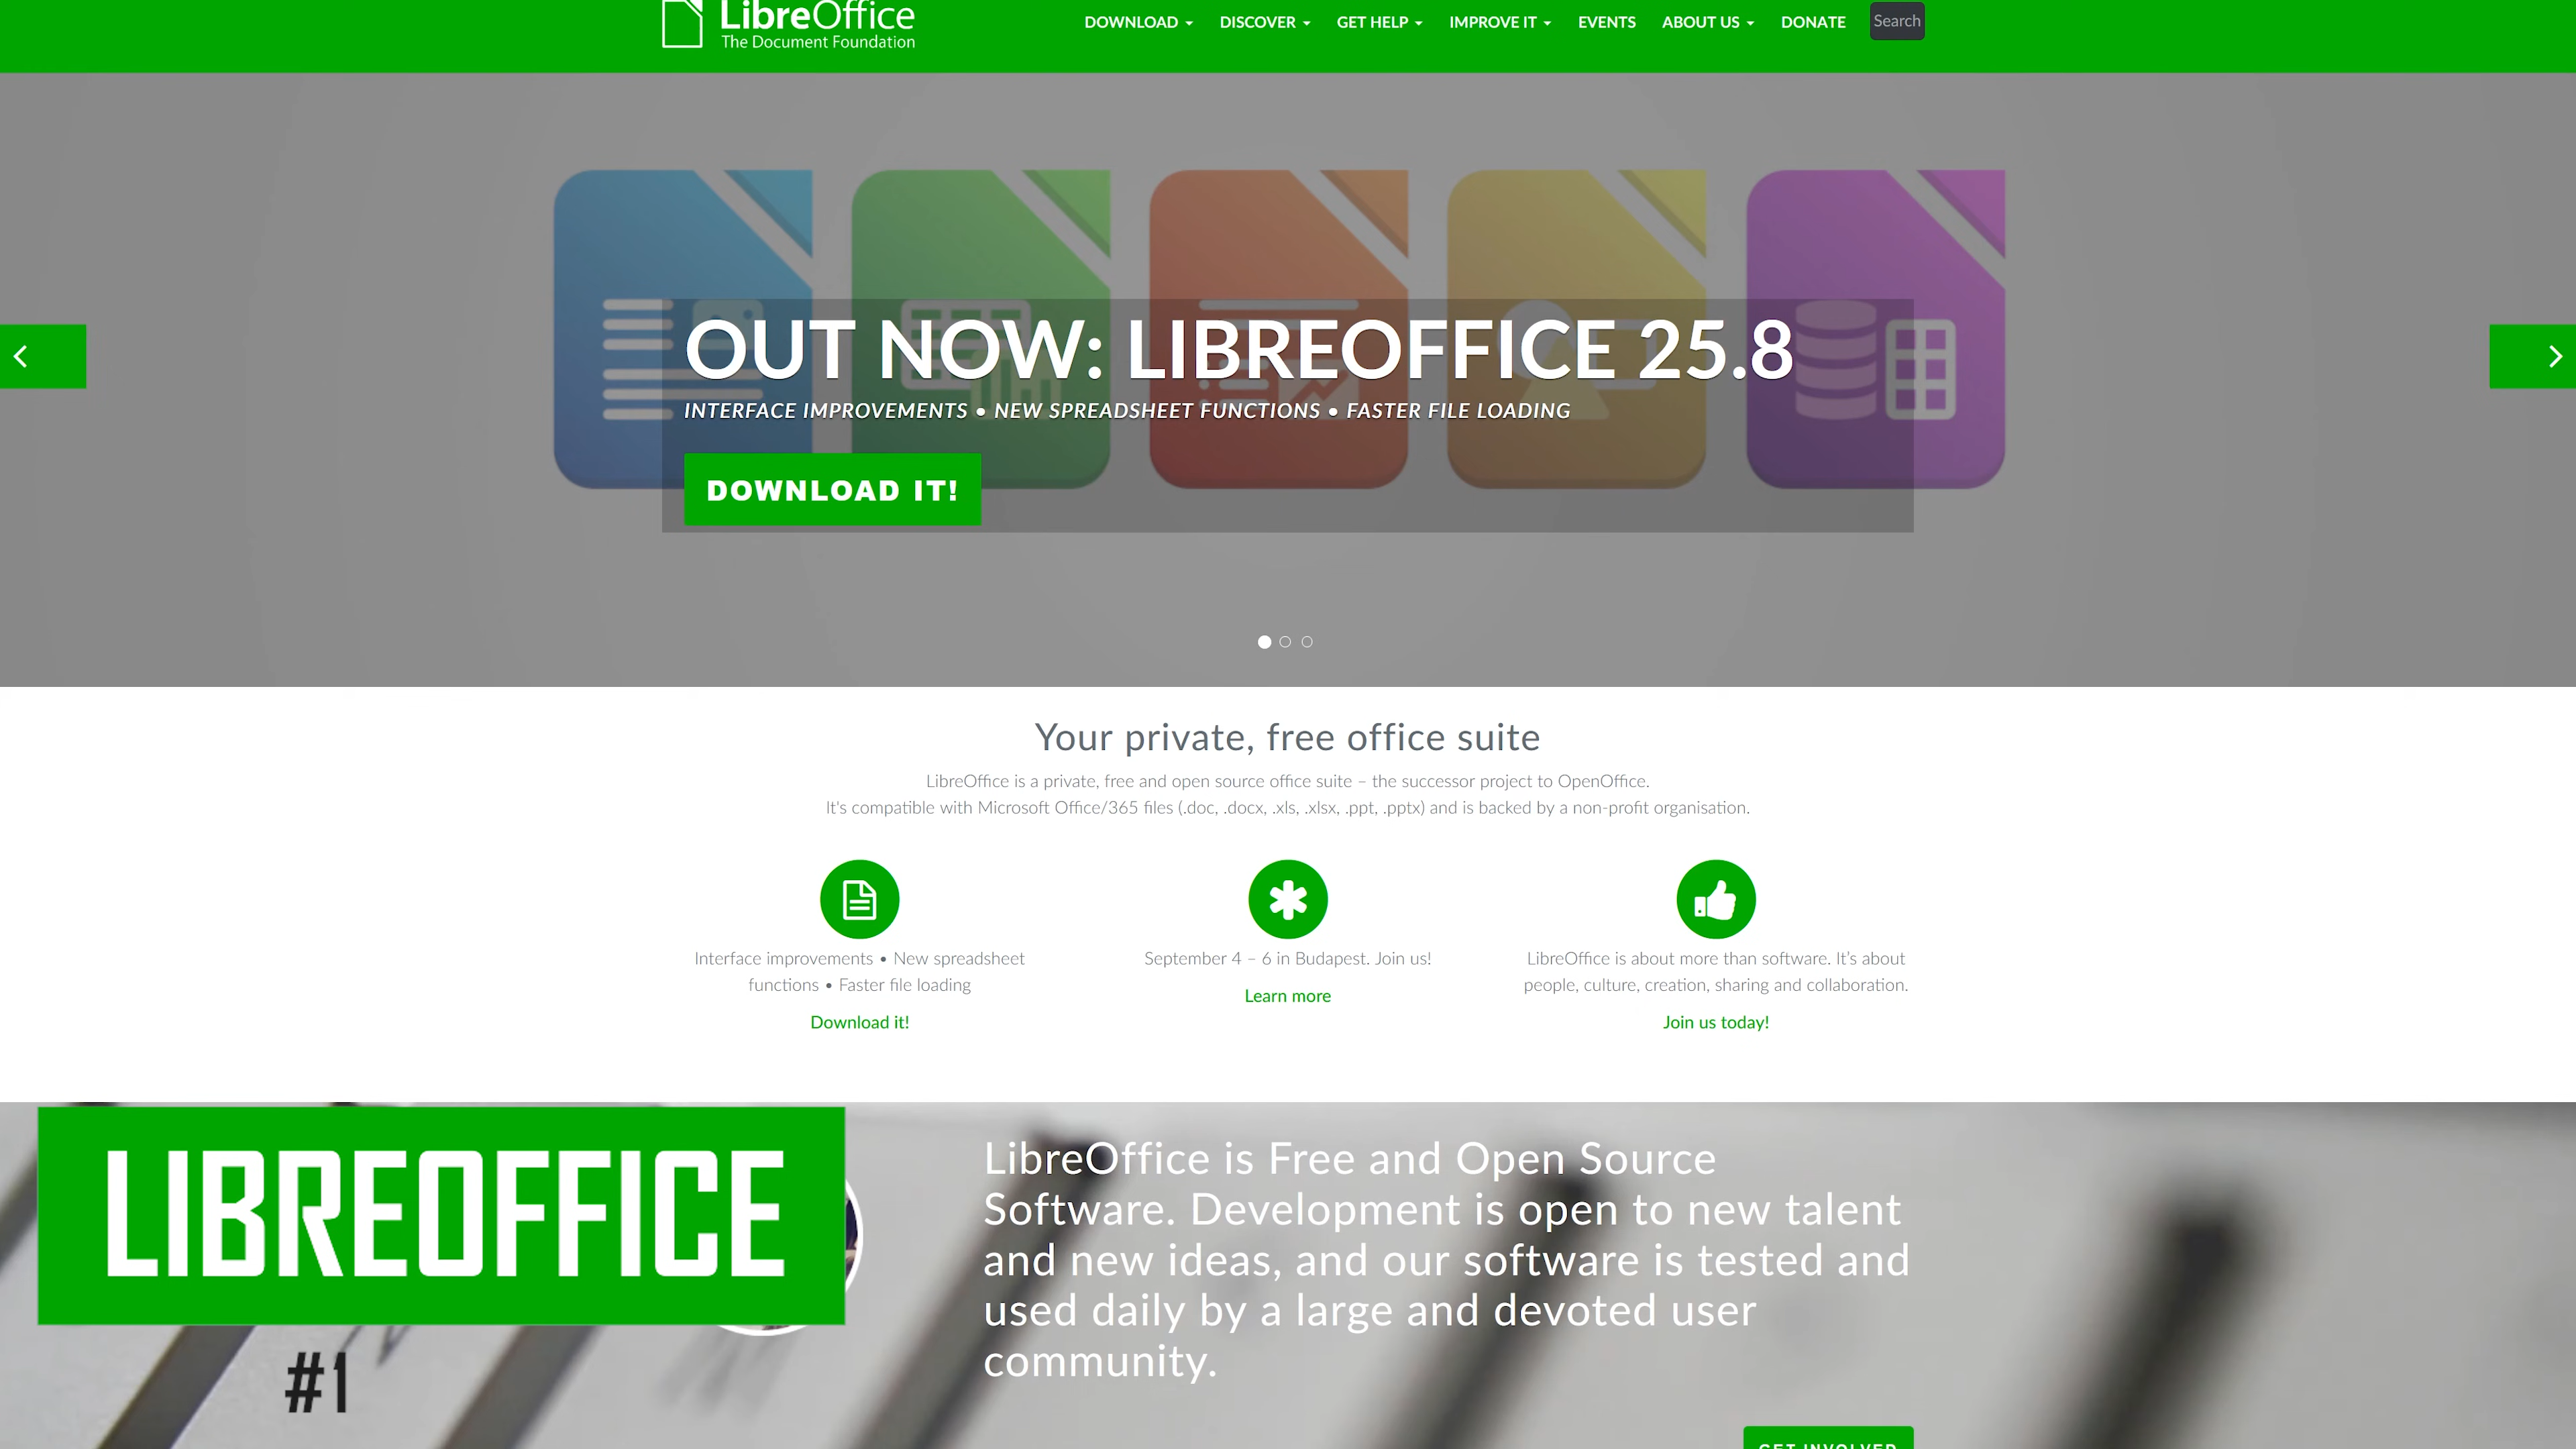 LibreOffice
The Document Foundation
DOWNLOAD
DISCOVER
GET HELP
IMPROVE IT
EVENTS
ABOUT US
DONATE
Search
OUT NOW: LIBREOFFICE 25.8
INTERFACE IMPROVEMENTS • NEW SPREADSHEET FUNCTIONS • FASTER FILE LOADING
DOWNLOAD IT!
Your private, free office suite
LibreOffice is a private, free and open source office suite – the successor project to OpenOffice.
It's compatible with Microsoft Office/365 files (.doc, .docx, .xls, .xlsx, .ppt, .pptx) and is backed by a non-profit organisation.
Interface improvements • New spreadsheet
functions • Faster file loading
Download it!
September 4 – 6 in Budapest. Join us!
Learn more
LibreOffice is about more than software. It's about
people, culture, creation, sharing and collaboration.
Join us today!
LIBREOFFICE
#1
LibreOffice is Free and Open Source
Software. Development is open to new talent
and new ideas, and our software is tested and
used daily by a large and devoted user
community.
GET INVOLVED